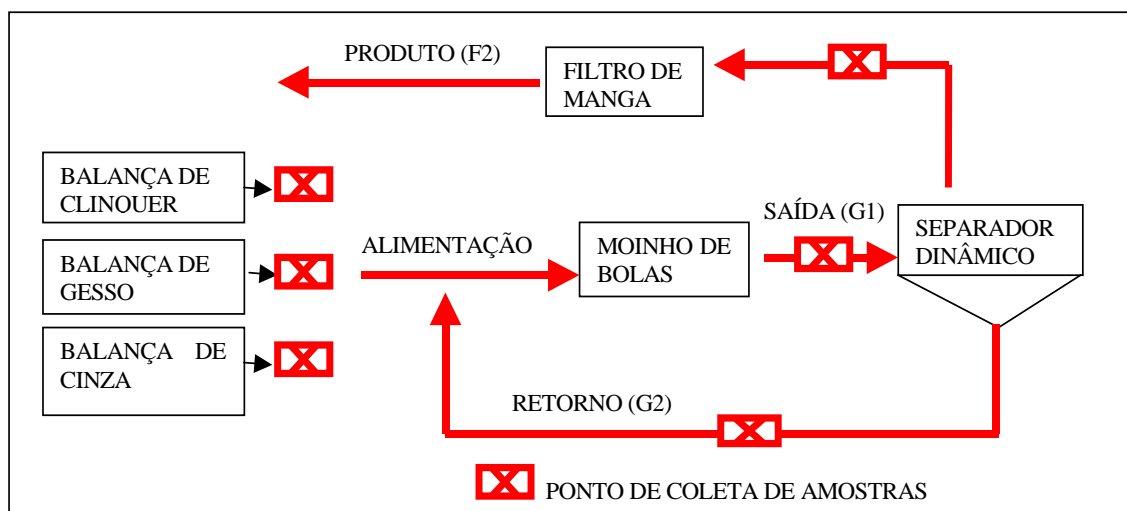 PRODUTO (F2)
FILTRO DE
MANGA
BALANÇA DE
CLINQUER
BALANÇA DE
GESSO
BALANÇA DE
CINZA
ALIMENTAÇÃO
MOINHO DE
BOLAS
SAÍDA (G1)
SEPARADOR
DINÂMICO
RETORNO (G2)
PONTO DE COLETA DE AMOSTRAS